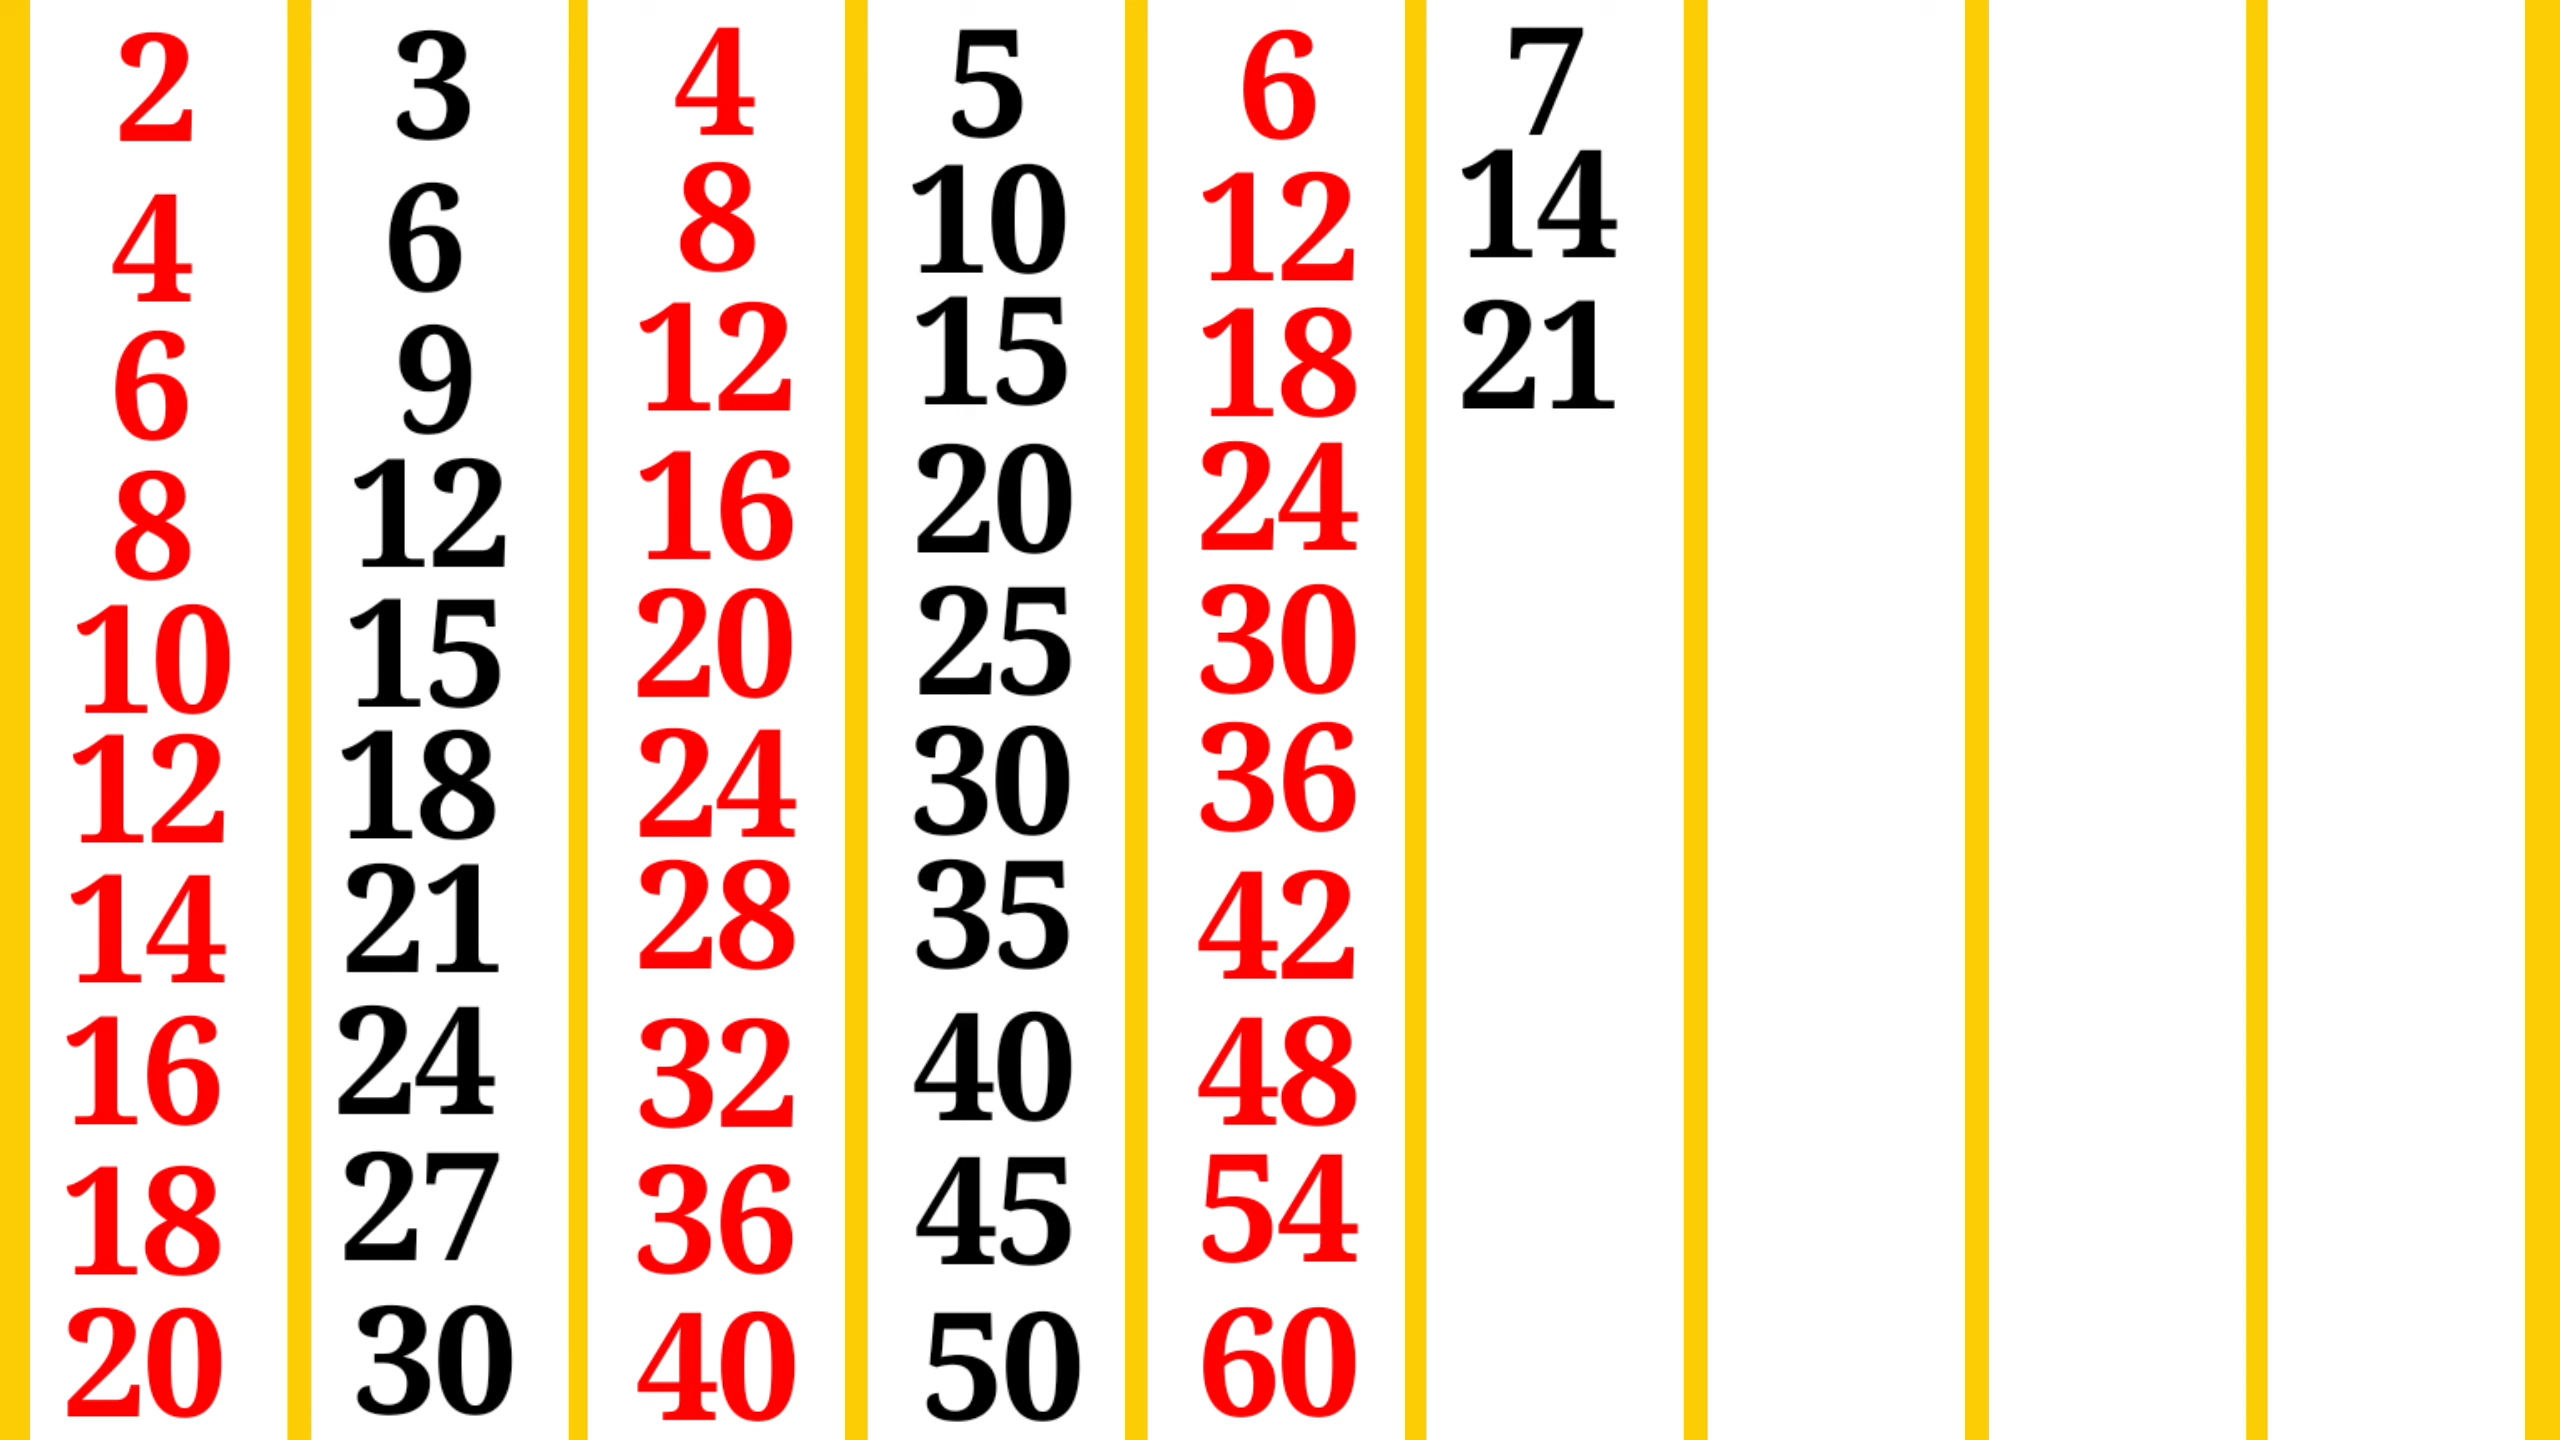 2 3 4 5 6 7
4 6 8 10 12 14
6 9 12 15 18 21
8 12 16 20 24
10 15 20 25 30
12 18 24 30 36
14 21 28 35 42
16 24 32 40 48
18 27 36 45 54
20 30 40 50 60